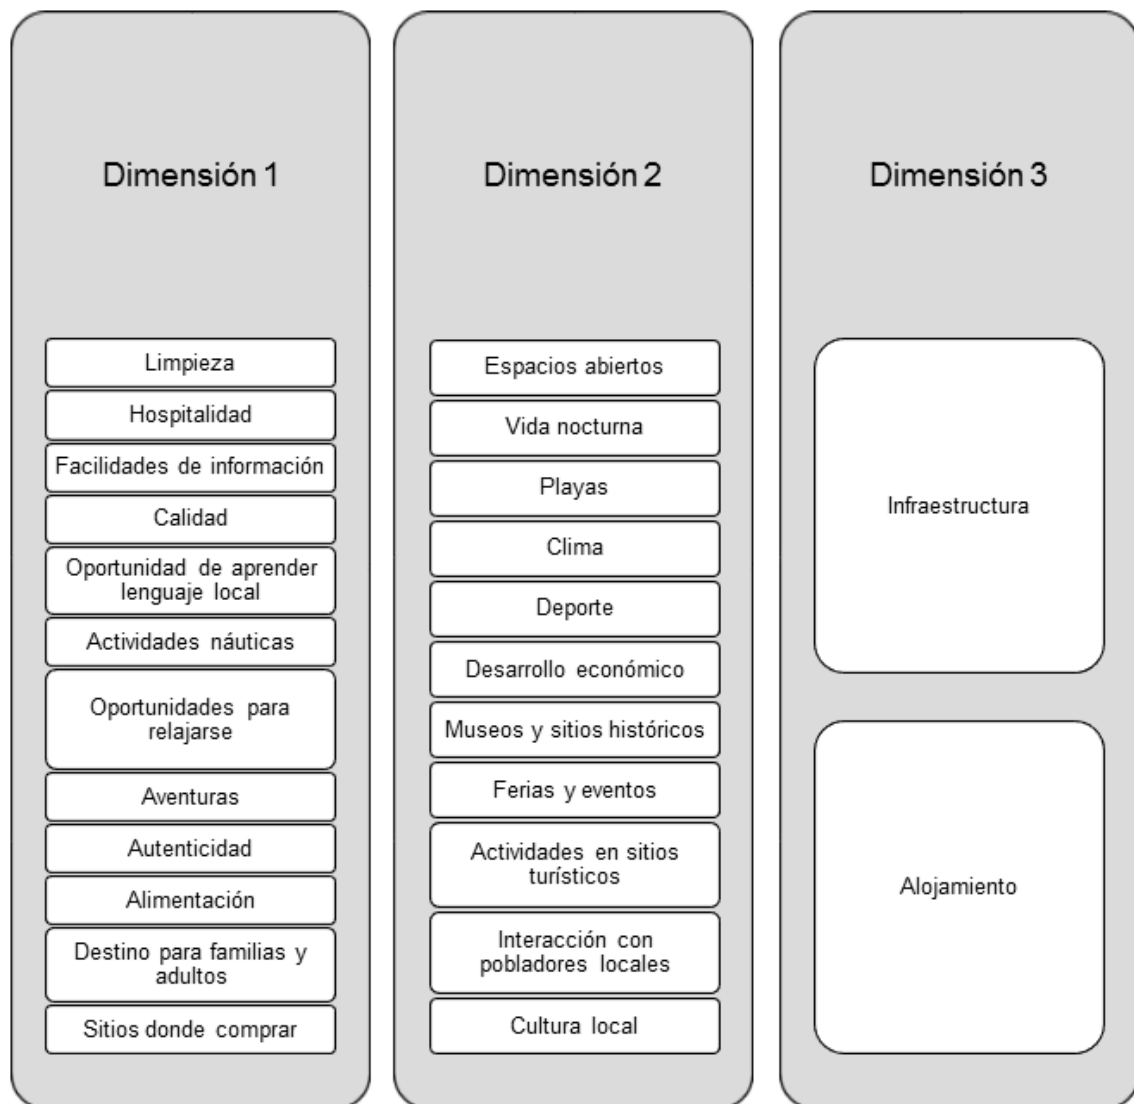 Dimensión 1
Limpieza
Hospitalidad
Facilidades de información
Calidad
Oportunidad de aprender
lenguaje local
Actividades náuticas
Oportunidades para
relajarse
Aventuras
Autenticidad
Alimentación
Destino para familias y
adultos
Sitios donde comprar
Dimensión 2
Espacios abiertos
Vida nocturna
Playas
Clima
Deporte
Desarrollo económico
Museos y sitios históricos
Ferias y eventos
Actividades en sitios
turísticos
Interacción con
pobladores locales
Cultura local
Dimensión 3
Infraestructura
Alojamiento